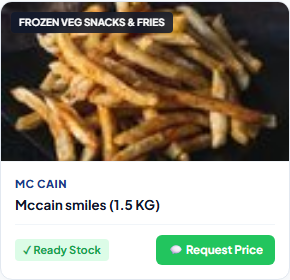 FROZEN VEG SNACKS & FRIES
MC CAIN
Mccain smiles (1.5 KG)
✓ Ready Stock
Request Price